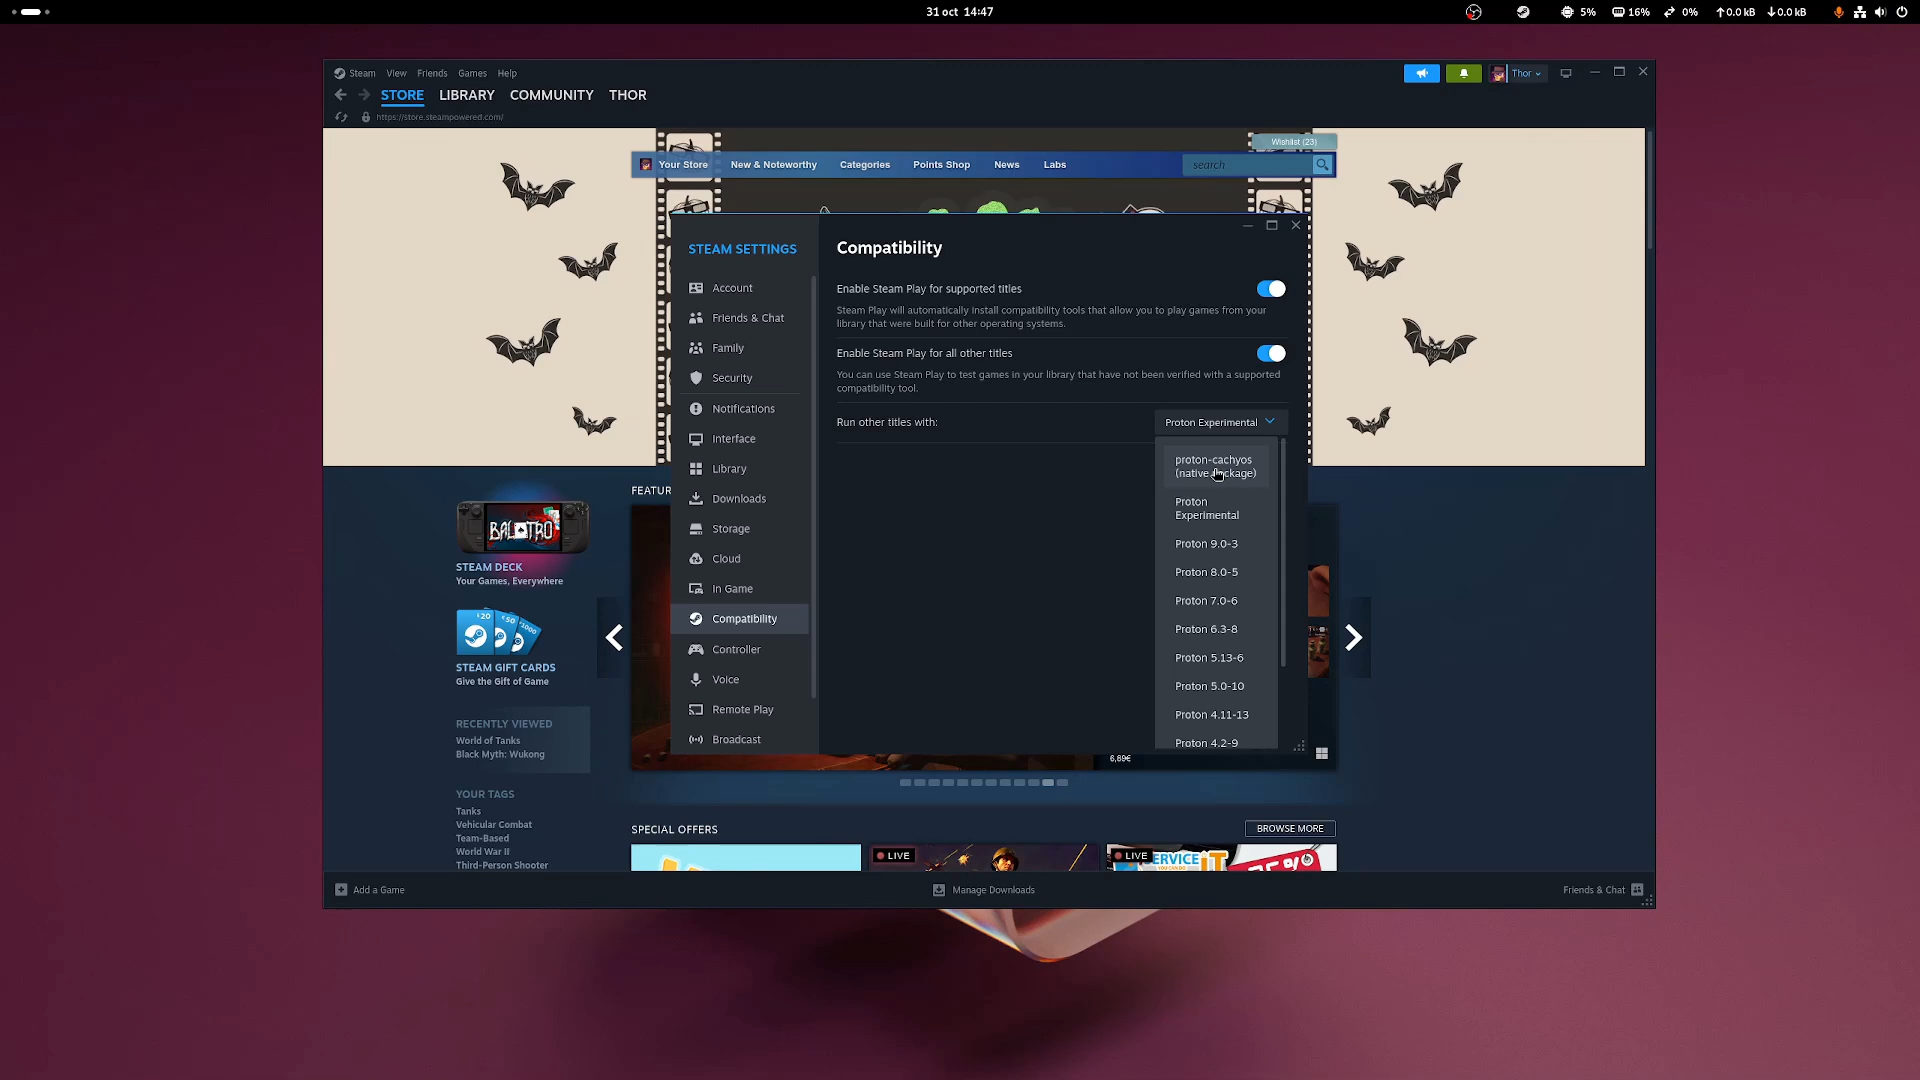 31 oct 14:47
5%
16%
0%
0.0 kB
0.0 kB
Steam View Friends Games Help
Thor
STORE LIBRARY COMMUNITY THOR
https://store.steampowered.com/
Wishlist (23)
Your Store New & Noteworthy Categories Points Shop News Labs
search
STEAM SETTINGS
Account
Friends & Chat
Family
Security
Notifications
Interface
Library
Downloads
Storage
Cloud
In Game
Compatibility
Controller
Voice
Remote Play
Broadcast
Compatibility
Enable Steam Play for supported titles
Steam Play will automatically install compatibility tools that allow you to play games from your
library that were built for other operating systems.
Enable Steam Play for all other titles
You can use Steam Play to test games in your library that have not been verified with a supported
compatibility tool.
Run other titles with:
Proton Experimental
proton-cachyos
(native package)
Proton
Experimental
Proton 9.0-3
Proton 8.0-5
Proton 7.0-6
Proton 6.3-8
Proton 5.13-6
Proton 5.0-10
Proton 4.11-13
Proton 4.2-9
FEATUR
BALATRO
STEAM DECK
Your Games, Everywhere
STEAM GIFT CARDS
Give the Gift of Game
RECENTLY VIEWED
World of Tanks
Black Myth: Wukong
YOUR TAGS
Tanks
Vehicular Combat
Team-Based
World War II
Third-Person Shooter
6,89€
SPECIAL OFFERS
BROWSE MORE
LIVE
LIVE
ERVICE IT
Add a Game
Manage Downloads
Friends & Chat